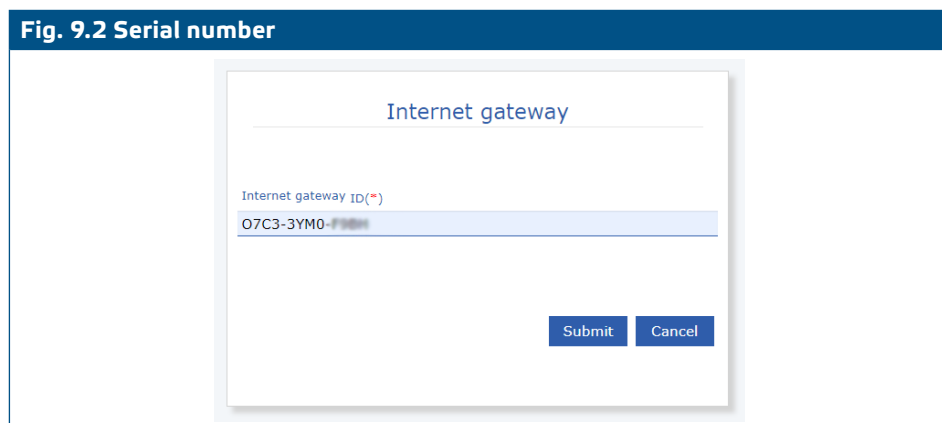 Fig. 9.2 Serial number
Internet gateway
Internet gateway ID(*)
O7C3-3YM0-
Submit
Cancel